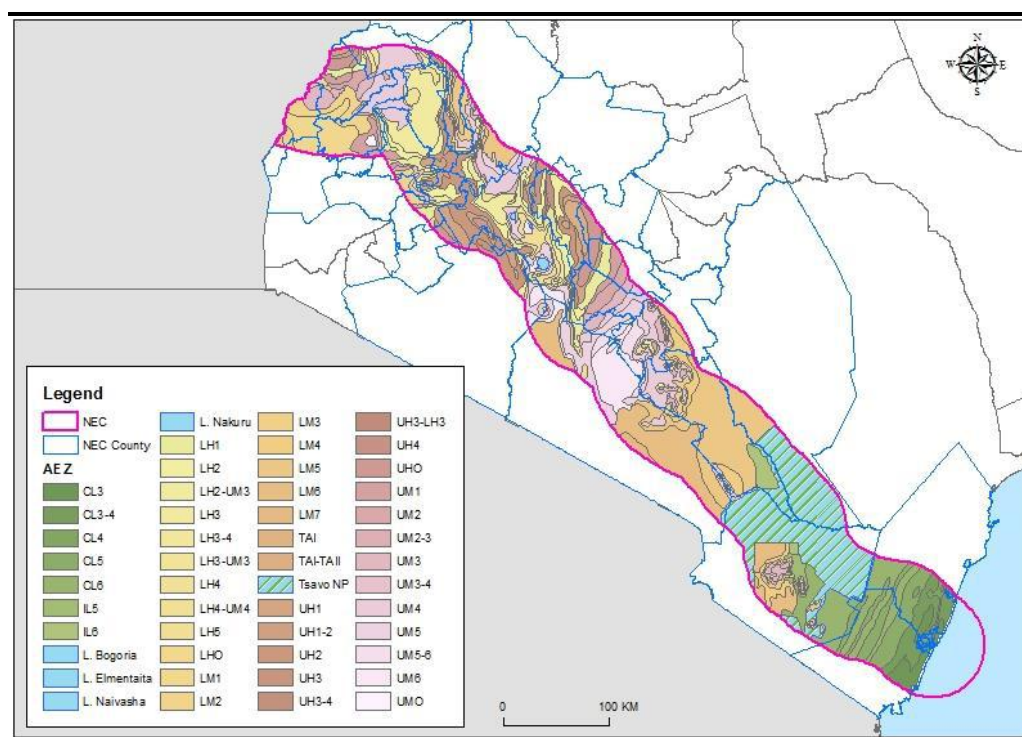 N
W E
S
Legend
NEC
NEC County
AEZ
CL3
CL3-4
CL4
CL5
CL6
IL5
IL6
L. Bogoria
L. Elmentaita
L. Naivasha
L. Nakuru
LH1
LH2
LH2-UM3
LH3
LH3-4
LH3-UM3
LH4
LH4-UM4
LH5
LHO
LM1
LM2
LM3
LM4
LM5
LM6
LM7
TAI
TAI-TAII
Tsavo NP
UH1
UH1-2
UH2
UH3
UH3-4
UH3-LH3
UH4
UHO
UM1
UM2
UM2-3
UM3
UM3-4
UM4
UM5
UM5-6
UM6
UMO
0 100 KM